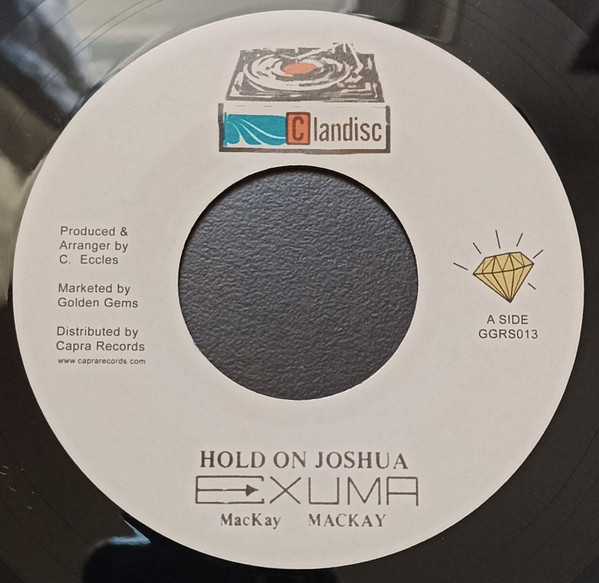 Clandisc
Produced &
Arranger by
C. Eccles
Marketed by
Golden Gems
Distributed by
Capra Records
www.caprarecords.com
A SIDE
GGRS013
HOLD ON JOSHUA
EXUMA
MacKay MACKAY